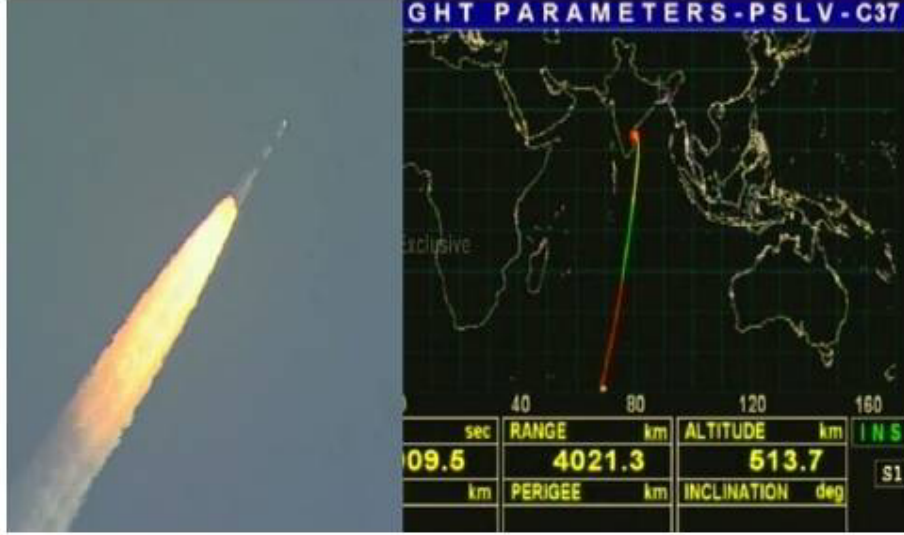 GHT PARAMETERS-PSLV-C37
Exclusive
40 80 120 160
sec RANGE km ALTITUDE km INS
09.5 4021.3 513.7 S1
km PERIGEE km INCLINATION deg